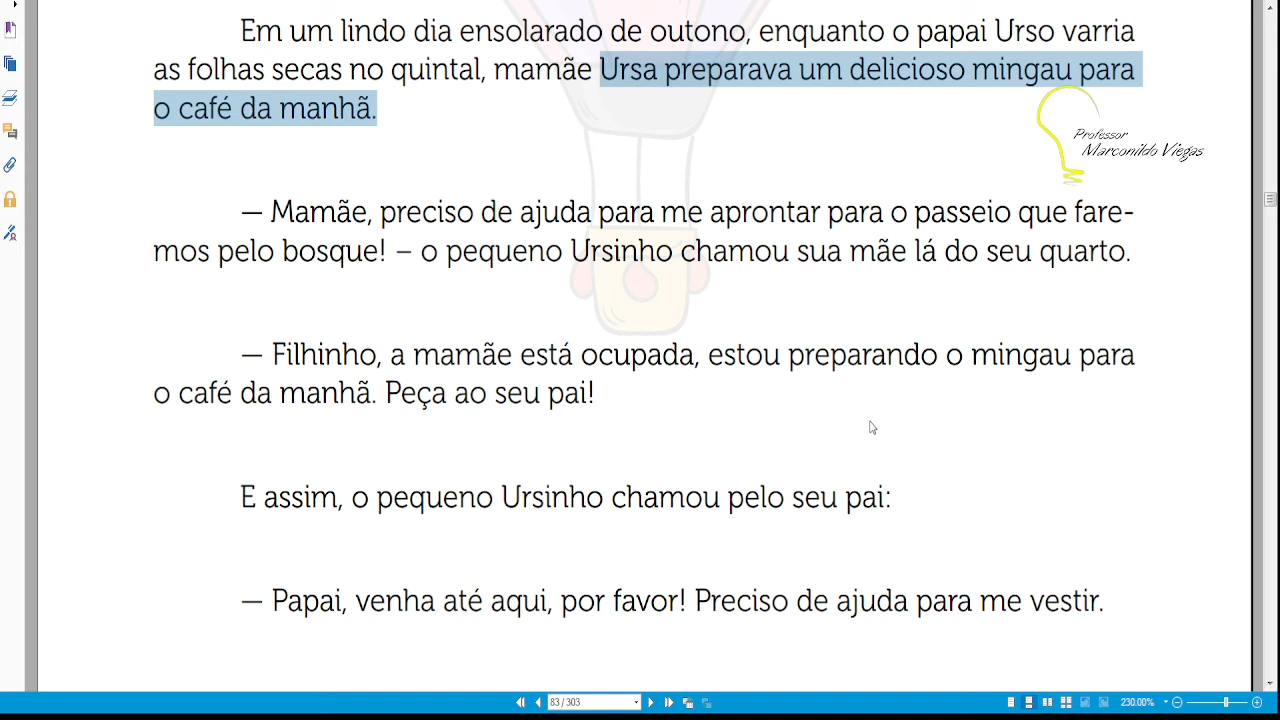 Em um lindo dia ensolarado de outono, enquanto o papai Urso varria
as folhas secas no quintal, mamãe Ursa preparava um delicioso mingau para
o café da manhã.
Professor
Marconildo Viegas
— Mamãe, preciso de ajuda para me aprontar para o passeio que fare-
mos pelo bosque! – o pequeno Ursinho chamou sua mãe lá do seu quarto.
— Filhinho, a mamãe está ocupada, estou preparando o mingau para
o café da manhã. Peça ao seu pai!
E assim, o pequeno Ursinho chamou pelo seu pai:
— Papai, venha até aqui, por favor! Preciso de ajuda para me vestir.
83 / 303
230.00%